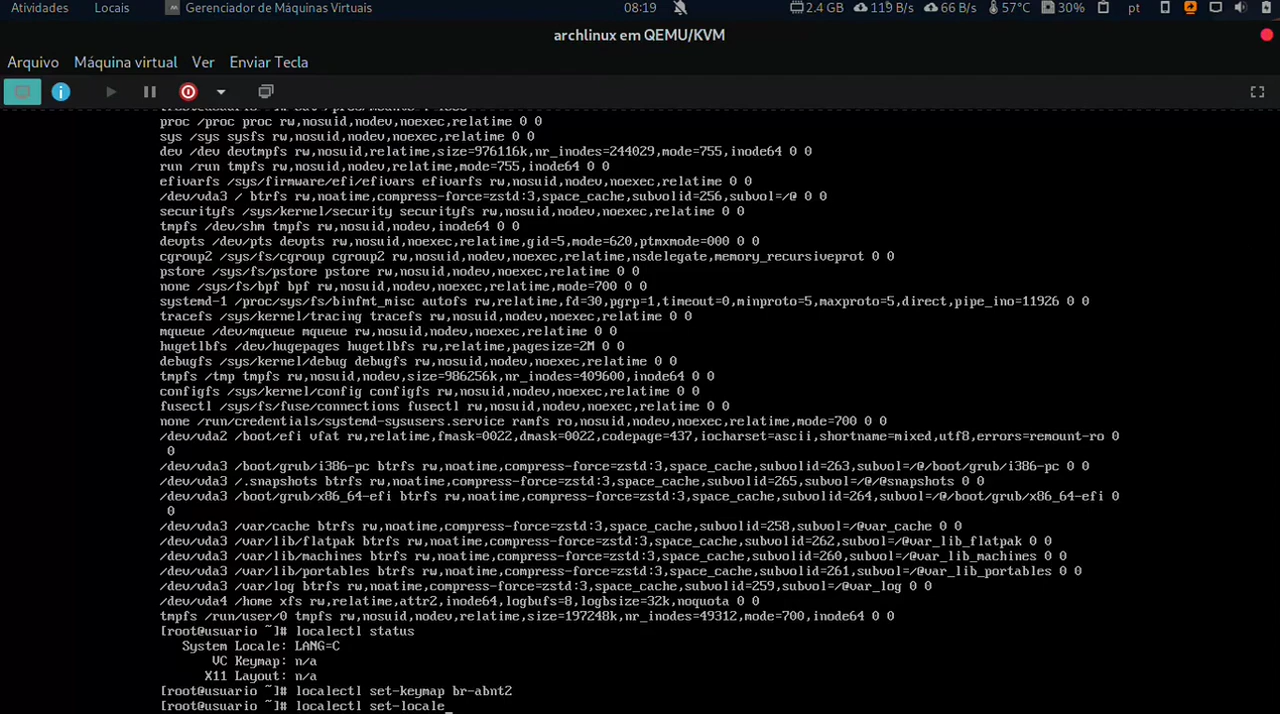 Atividades Locais Gerenciador de Máquinas Virtuais 08:19 2.4 GB 119 B/s 66 B/s 57°C 30% pt
archlinux em QEMU/KVM
Arquivo Máquina virtual Ver Enviar Tecla
proc /proc proc rw,nosuid,nodev,noexec,relatime 0 0
sys /sys sysfs rw,nosuid,nodev,noexec,relatime 0 0
dev /dev devtmpfs rw,nosuid,relatime,size=976116k,nr_inodes=244029,mode=755,inode64 0 0
run /run tmpfs rw,nosuid,nodev,relatime,mode=755,inode64 0 0
efivarfs /sys/firmware/efi/efivars efivarfs rw,nosuid,nodev,noexec,relatime 0 0
/dev/vda3 / btrfs rw,noatime,compress-force=zstd:3,space_cache,subvolid=256,subvol=/@ 0 0
securityfs /sys/kernel/security securityfs rw,nosuid,nodev,noexec,relatime 0 0
tmpfs /dev/shm tmpfs rw,nosuid,nodev,inode64 0 0
devpts /dev/pts devpts rw,nosuid,noexec,relatime,gid=5,mode=620,ptmxmode=000 0 0
cgroup2 /sys/fs/cgroup cgroup2 rw,nosuid,nodev,noexec,relatime,nsdelegate,memory_recursiveprot 0 0
pstore /sys/fs/pstore pstore rw,nosuid,nodev,noexec,relatime 0 0
none /sys/fs/bpf bpf rw,nosuid,nodev,noexec,relatime,mode=700 0 0
systemd-1 /proc/sys/fs/binfmt_misc autofs rw,relatime,fd=30,pgrp=1,timeout=0,minproto=5,maxproto=5,direct,pipe_ino=11926 0 0
tracefs /sys/kernel/tracing tracefs rw,nosuid,nodev,noexec,relatime 0 0
mqueue /dev/mqueue mqueue rw,nosuid,nodev,noexec,relatime 0 0
hugetlbfs /dev/hugepages hugetlbfs rw,relatime,pagesize=2M 0 0
debugfs /sys/kernel/debug debugfs rw,nosuid,nodev,noexec,relatime 0 0
tmpfs /tmp tmpfs rw,nosuid,nodev,size=986256k,nr_inodes=409600,inode64 0 0
configfs /sys/kernel/config configfs rw,nosuid,nodev,noexec,relatime 0 0
fusectl /sys/fs/fuse/connections fusectl rw,nosuid,nodev,noexec,relatime 0 0
none /run/credentials/systemd-sysusers.service ramfs ro,nosuid,nodev,noexec,relatime,mode=700 0 0
/dev/vda2 /boot/efi vfat rw,relatime,fmask=0022,dmask=0022,codepage=437,iocharset=ascii,shortname=mixed,utf8,errors=remount-ro 0
0
/dev/vda3 /boot/grub/i386-pc btrfs rw,noatime,compress-force=zstd:3,space_cache,subvolid=263,subvol=/@/boot/grub/i386-pc 0 0
/dev/vda3 /.snapshots btrfs rw,noatime,compress-force=zstd:3,space_cache,subvolid=265,subvol=/@/@snapshots 0 0
/dev/vda3 /boot/grub/x86_64-efi btrfs rw,noatime,compress-force=zstd:3,space_cache,subvolid=264,subvol=/@/boot/grub/x86_64-efi 0
0
/dev/vda3 /var/cache btrfs rw,noatime,compress-force=zstd:3,space_cache,subvolid=258,subvol=/@var_cache 0 0
/dev/vda3 /var/lib/flatpak btrfs rw,noatime,compress-force=zstd:3,space_cache,subvolid=262,subvol=/@var_lib_flatpak 0 0
/dev/vda3 /var/lib/machines btrfs rw,noatime,compress-force=zstd:3,space_cache,subvolid=260,subvol=/@var_lib_machines 0 0
/dev/vda3 /var/lib/portables btrfs rw,noatime,compress-force=zstd:3,space_cache,subvolid=261,subvol=/@var_lib_portables 0 0
/dev/vda3 /var/log btrfs rw,noatime,compress-force=zstd:3,space_cache,subvolid=259,subvol=/@var_log 0 0
/dev/vda4 /home xfs rw,relatime,attr2,inode64,logbufs=8,logbsize=32k,noquota 0 0
tmpfs /run/user/0 tmpfs rw,nosuid,nodev,relatime,size=197248k,nr_inodes=49312,mode=700,inode64 0 0
[root@usuario ~]# localectl status
System Locale: LANG=C
VC Keymap: n/a
X11 Layout: n/a
[root@usuario ~]# localectl set-keymap br-abnt2
[root@usuario ~]# localectl set-locale_